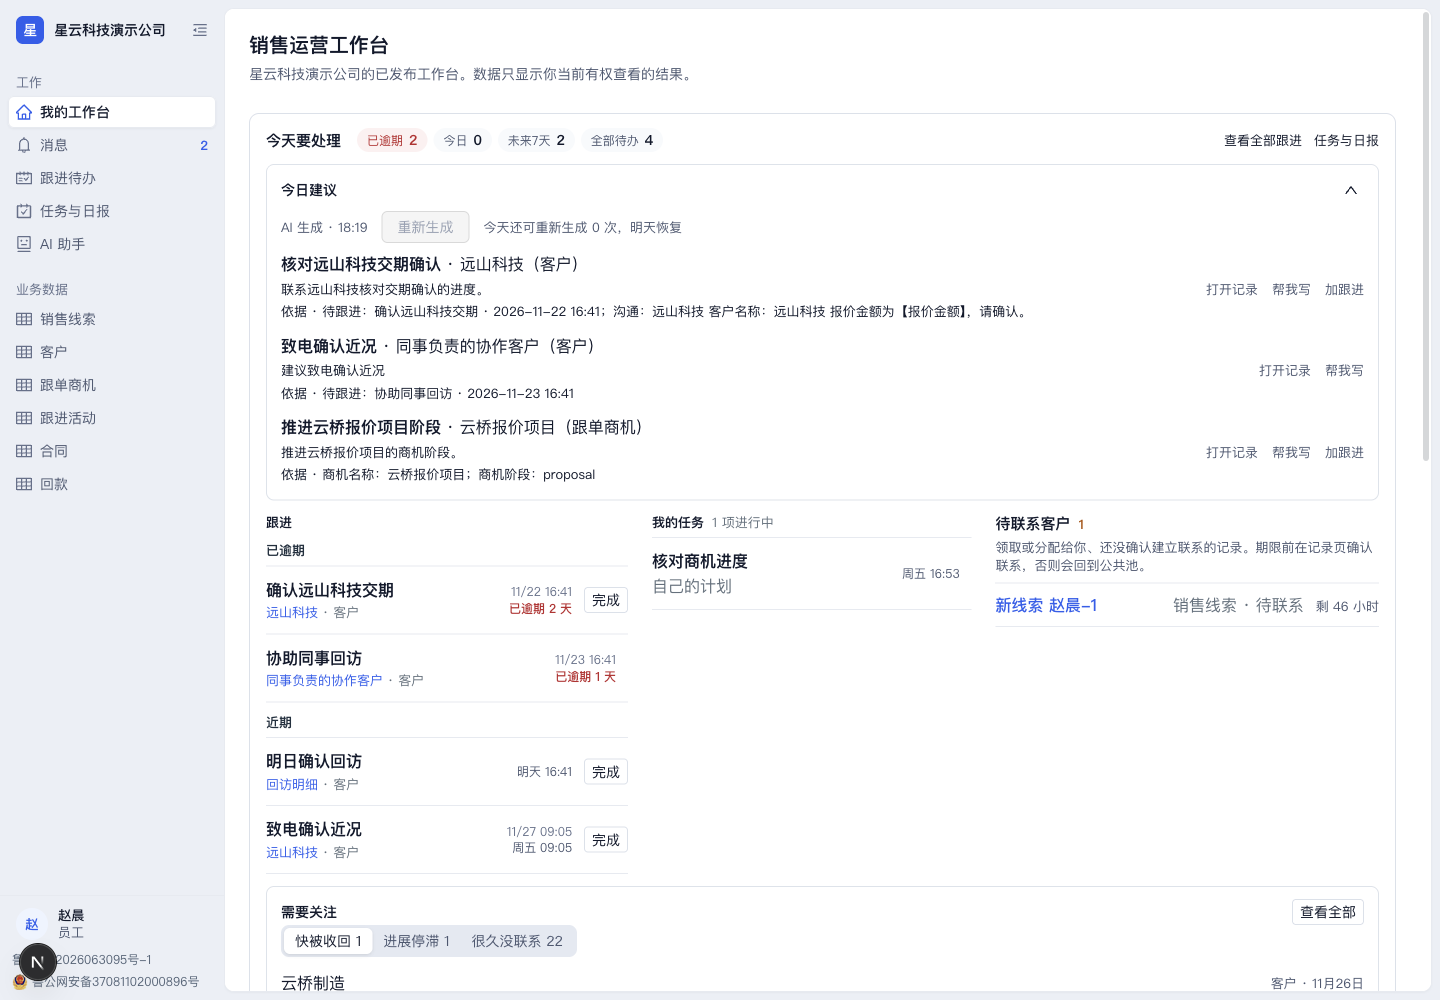 星 星云科技演示公司
工作
我的工作台
消息 2
跟进待办
任务与日报
AI 助手
业务数据
销售线索
客户
跟单商机
跟进活动
合同
回款
赵 赵晨
员工
2026063095号-1
N
公网安备37081102000896号
销售运营工作台
星云科技演示公司的已发布工作台。数据只显示你当前有权查看的结果。
今天要处理 已逾期 2 今日 0 未来7天 2 全部待办 4 查看全部跟进 任务与日报
今日建议
AI 生成 · 18:19 重新生成 今天还可重新生成 0 次，明天恢复
核对远山科技交期确认 · 远山科技（客户）
联系远山科技核对交期确认的进度。 打开记录 帮我写 加跟进
依据 · 待跟进：确认远山科技交期 · 2026-11-22 16:41；沟通：远山科技 客户名称：远山科技 报价金额为【报价金额】，请确认。
致电确认近况 · 同事负责的协作客户（客户）
建议致电确认近况 打开记录 帮我写
依据 · 待跟进：协助同事回访 · 2026-11-23 16:41
推进云桥报价项目阶段 · 云桥报价项目（跟单商机）
推进云桥报价项目的商机阶段。 打开记录 帮我写 加跟进
依据 · 商机名称：云桥报价项目；商机阶段：proposal
跟进
已逾期
确认远山科技交期 11/22 16:41
远山科技 · 客户 已逾期 2 天 完成
协助同事回访 11/23 16:41
同事负责的协作客户 · 客户 已逾期 1 天
近期
明日确认回访
回访明细 · 客户 明天 16:41 完成
致电确认近况 11/27 09:05
远山科技 · 客户 周五 09:05 完成
我的任务 1 项进行中
核对商机进度
自己的计划 周五 16:53
待联系客户 1
领取或分配给你、还没确认建立联系的记录。期限前在记录页确认
联系，否则会回到公共池。
新线索 赵晨-1 销售线索 · 待联系 剩 46 小时
需要关注 查看全部
快被收回 1 进展停滞 1 很久没联系 22
云桥制造 客户 · 11月26日